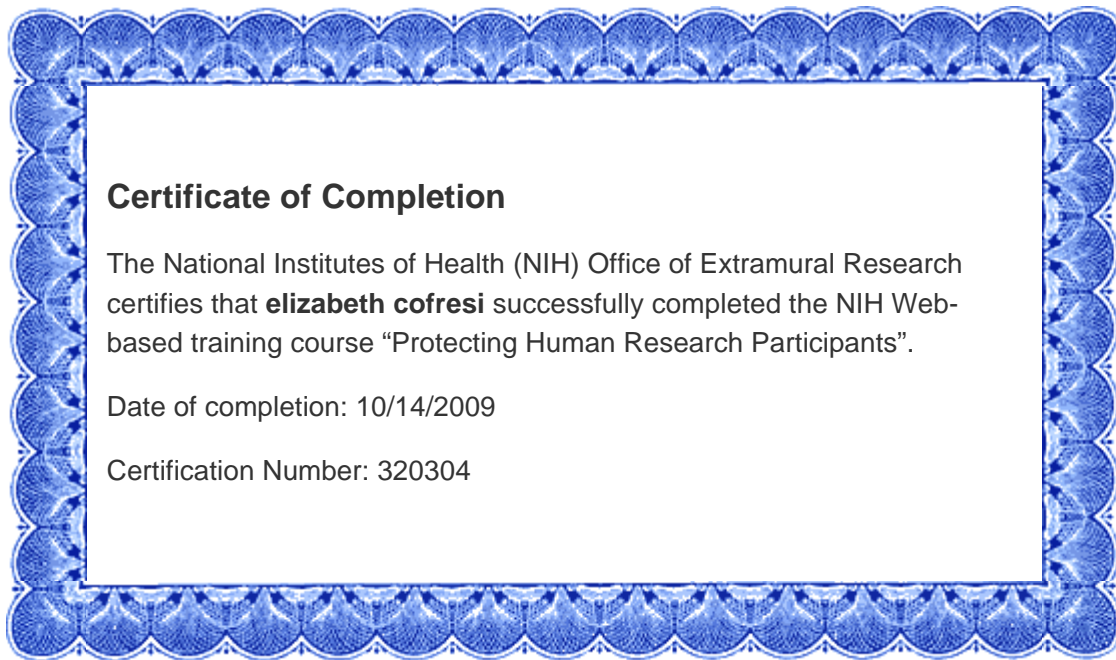 Certificate of Completion
The National Institutes of Health (NIH) Office of Extramural Research
certifies that elizabeth cofresi successfully completed the NIH Web-
based training course “Protecting Human Research Participants”.
Date of completion: 10/14/2009
Certification Number: 320304